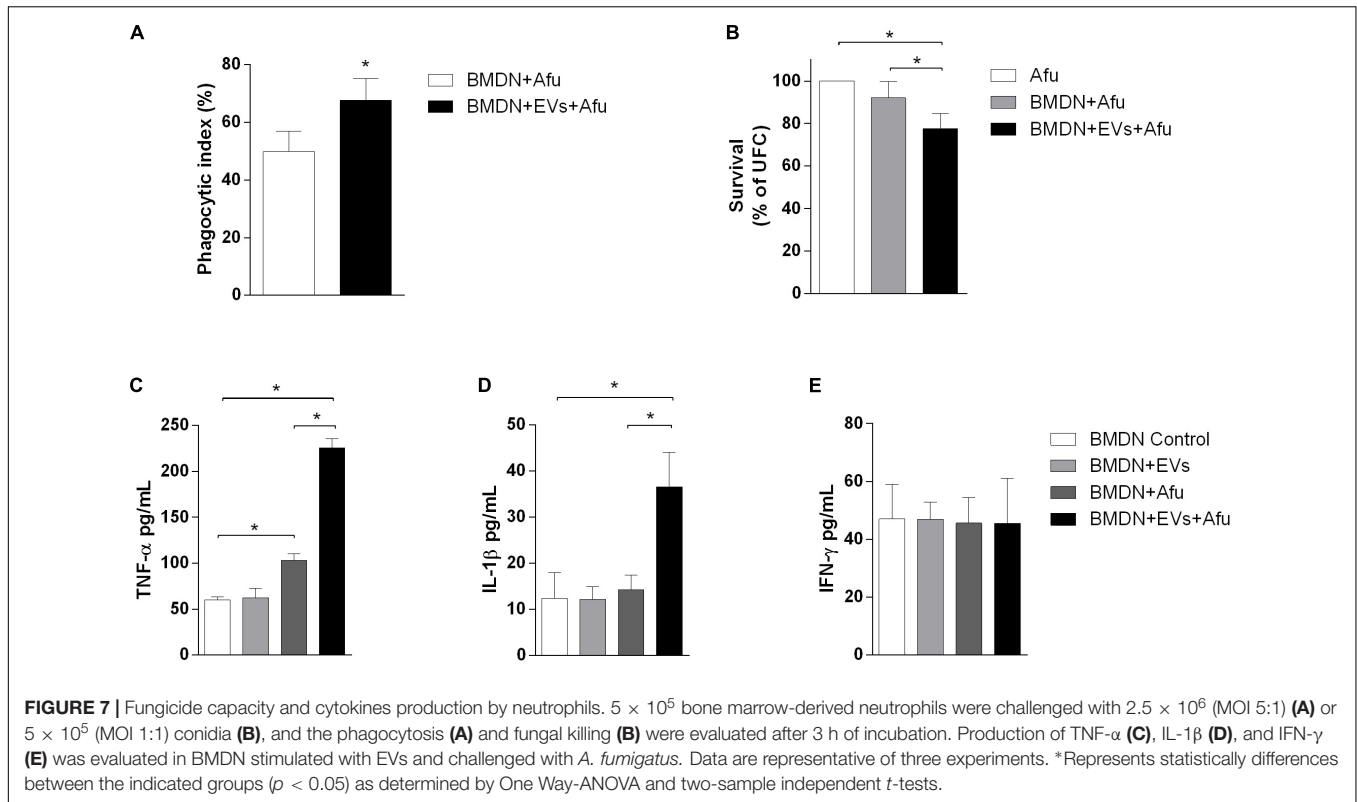 A
Phagocytic index (%)
80
60
40
20
0
*
BMDN+Afu
BMDN+EVs+Afu
B
Survival
(% of UFC)
100
80
60
40
20
0
*
*
Afu
BMDN+Afu
BMDN+EVs+Afu
C
TNF-α pg/mL
250
200
150
100
50
0
*
*
*
D
IL-1β pg/mL
50
40
30
20
10
0
*
*
E
IFN-γ pg/mL
80
60
40
20
0
BMDN Control
BMDN+EVs
BMDN+Afu
BMDN+EVs+Afu
FIGURE 7 | Fungicide capacity and cytokines production by neutrophils. 5 × 10⁵ bone marrow-derived neutrophils were challenged with 2.5 × 10⁶ (MOI 5:1) (A) or
5 × 10⁵ (MOI 1:1) conidia (B), and the phagocytosis (A) and fungal killing (B) were evaluated after 3 h of incubation. Production of TNF-α (C), IL-1β (D), and IFN-γ
(E) was evaluated in BMDN stimulated with EVs and challenged with A. fumigatus. Data are representative of three experiments. *Represents statistically differences
between the indicated groups (p < 0.05) as determined by One Way-ANOVA and two-sample independent t-tests.